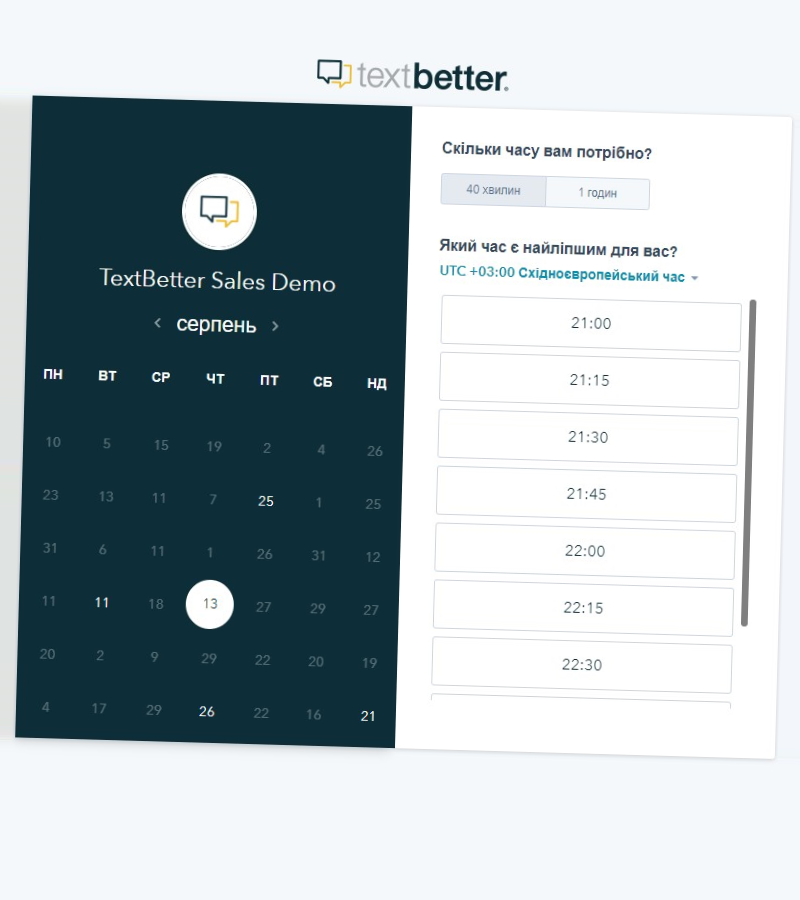 textbetter.
TextBetter Sales Demo
серпень
ПН ВТ СР ЧТ ПТ СБ НД
10 5 15 19 2 4 26
23 13 11 7 25 1 25
31 6 11 1 26 31 12
11 11 18 13 27 29 27
20 2 9 29 22 20 19
4 17 29 26 22 16 21
Скільки часу вам потрібно?
40 хвилин 1 годин
Який час є найліпшим для вас?
UTC +03:00 Східноєвропейський час
21:00
21:15
21:30
21:45
22:00
22:15
22:30